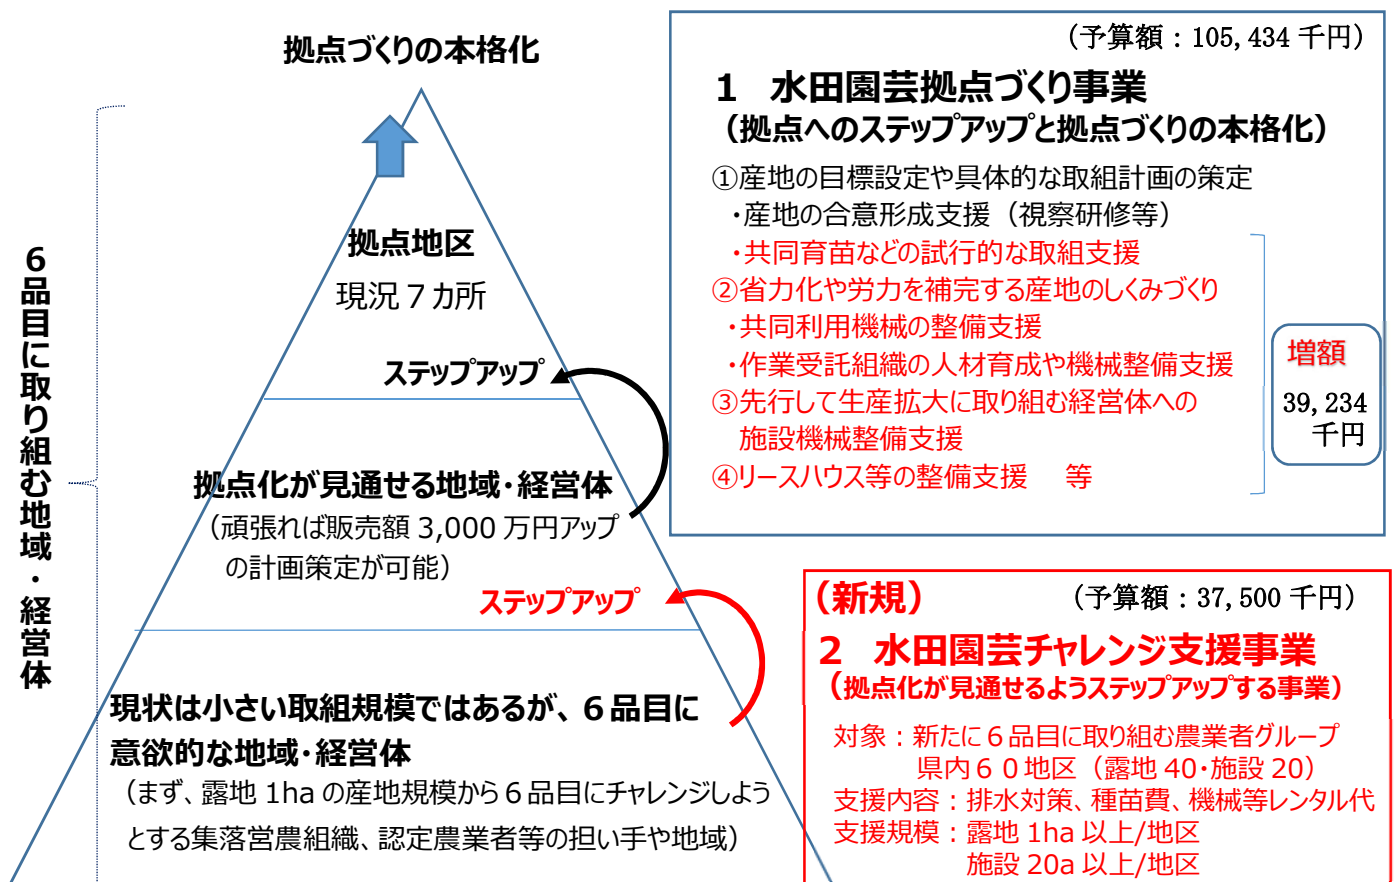 拠点づくりの本格化
6品目に取り組む地域・経営体
拠点地区
現況７カ所
ステップアップ
拠点化が見通せる地域・経営体
（頑張れば販売額 3,000 万円アップ
の計画策定が可能）
ステップアップ
現状は小さい取組規模ではあるが、６品目に
意欲的な地域・経営体
（まず、露地 1ha の産地規模から６品目にチャレンジしよう
とする集落営農組織、認定農業者等の担い手や地域）
（予算額：105,434 千円）
1　水田園芸拠点づくり事業
（拠点へのステップアップと拠点づくりの本格化）
①産地の目標設定や具体的な取組計画の策定
・産地の合意形成支援（視察研修等）
・共同育苗などの試行的な取組支援
②省力化や労力を補完する産地のしくみづくり
・共同利用機械の整備支援
・作業受託組織の人材育成や機械整備支援
③先行して生産拡大に取り組む経営体への
施設機械整備支援
④リースハウス等の整備支援　等
増額
39,234
千円
（新規）
（予算額：37,500 千円）
2　水田園芸チャレンジ支援事業
（拠点化が見通せるようステップアップする事業）
対象：新たに６品目に取り組む農業者グループ
県内６０地区（露地 40・施設 20）
支援内容：排水対策、種苗費、機械等レンタル代
支援規模：露地 1ha 以上/地区
施設 20a 以上/地区